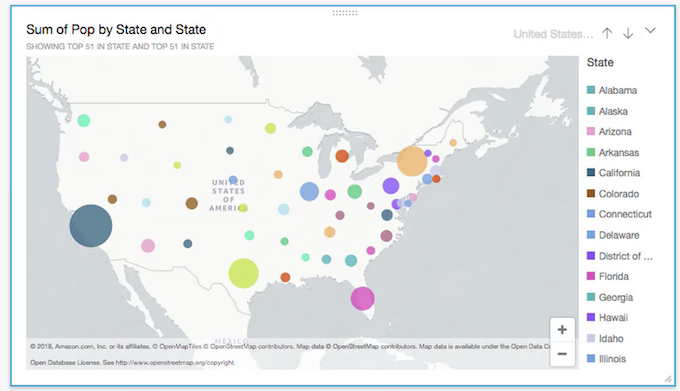 Sum of Pop by State and State
SHOWING TOP 51 IN STATE AND TOP 51 IN STATE
United States...
State
Alabama
Alaska
Arizona
Arkansas
California
Colorado
Connecticut
Delaware
District of ...
Florida
Georgia
Hawaii
Idaho
Illinois
UNITED
STATES
OF
AMERICA
MEXICO
+
−
© 2018, Amazon.com, Inc. or its affiliates. © OpenMapTiles © OpenStreetMap contributors. Map data © OpenStreetMap contributors. Map data is available under the Open Data Co
Open Database License. See http://www.openstreetmap.org/copyright.